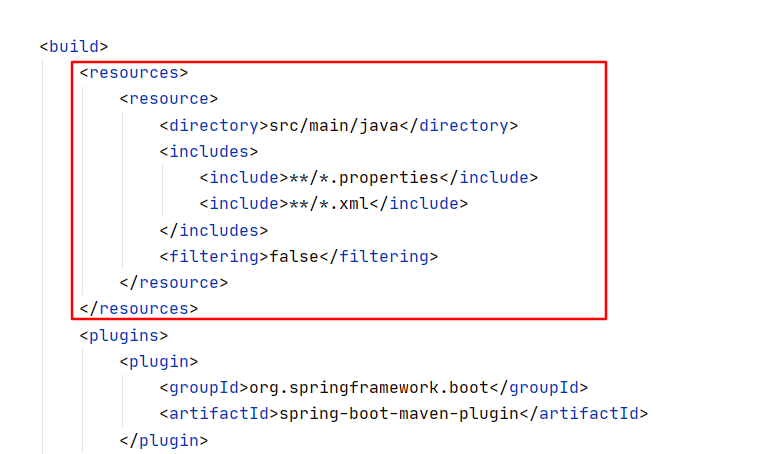 <build>
<resources>
<resource>
<directory>src/main/java</directory>
<includes>
<include>**/*.properties</include>
<include>**/*.xml</include>
</includes>
<filtering>false</filtering>
</resource>
</resources>
<plugins>
<plugin>
<groupId>org.springframework.boot</groupId>
<artifactId>spring-boot-maven-plugin</artifactId>
</plugin>